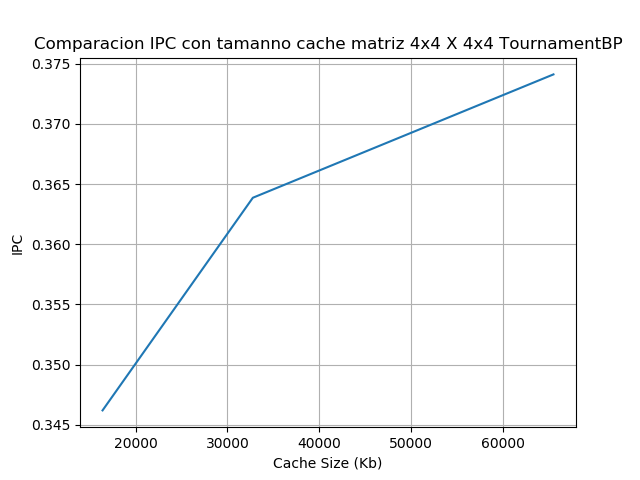 Comparacion IPC con tamanno cache matriz 4x4 X 4x4 TournamentBP
0.375
0.370
0.365
0.360
0.355
0.350
0.345
IPC
20000 30000 40000 50000 60000
Cache Size (Kb)